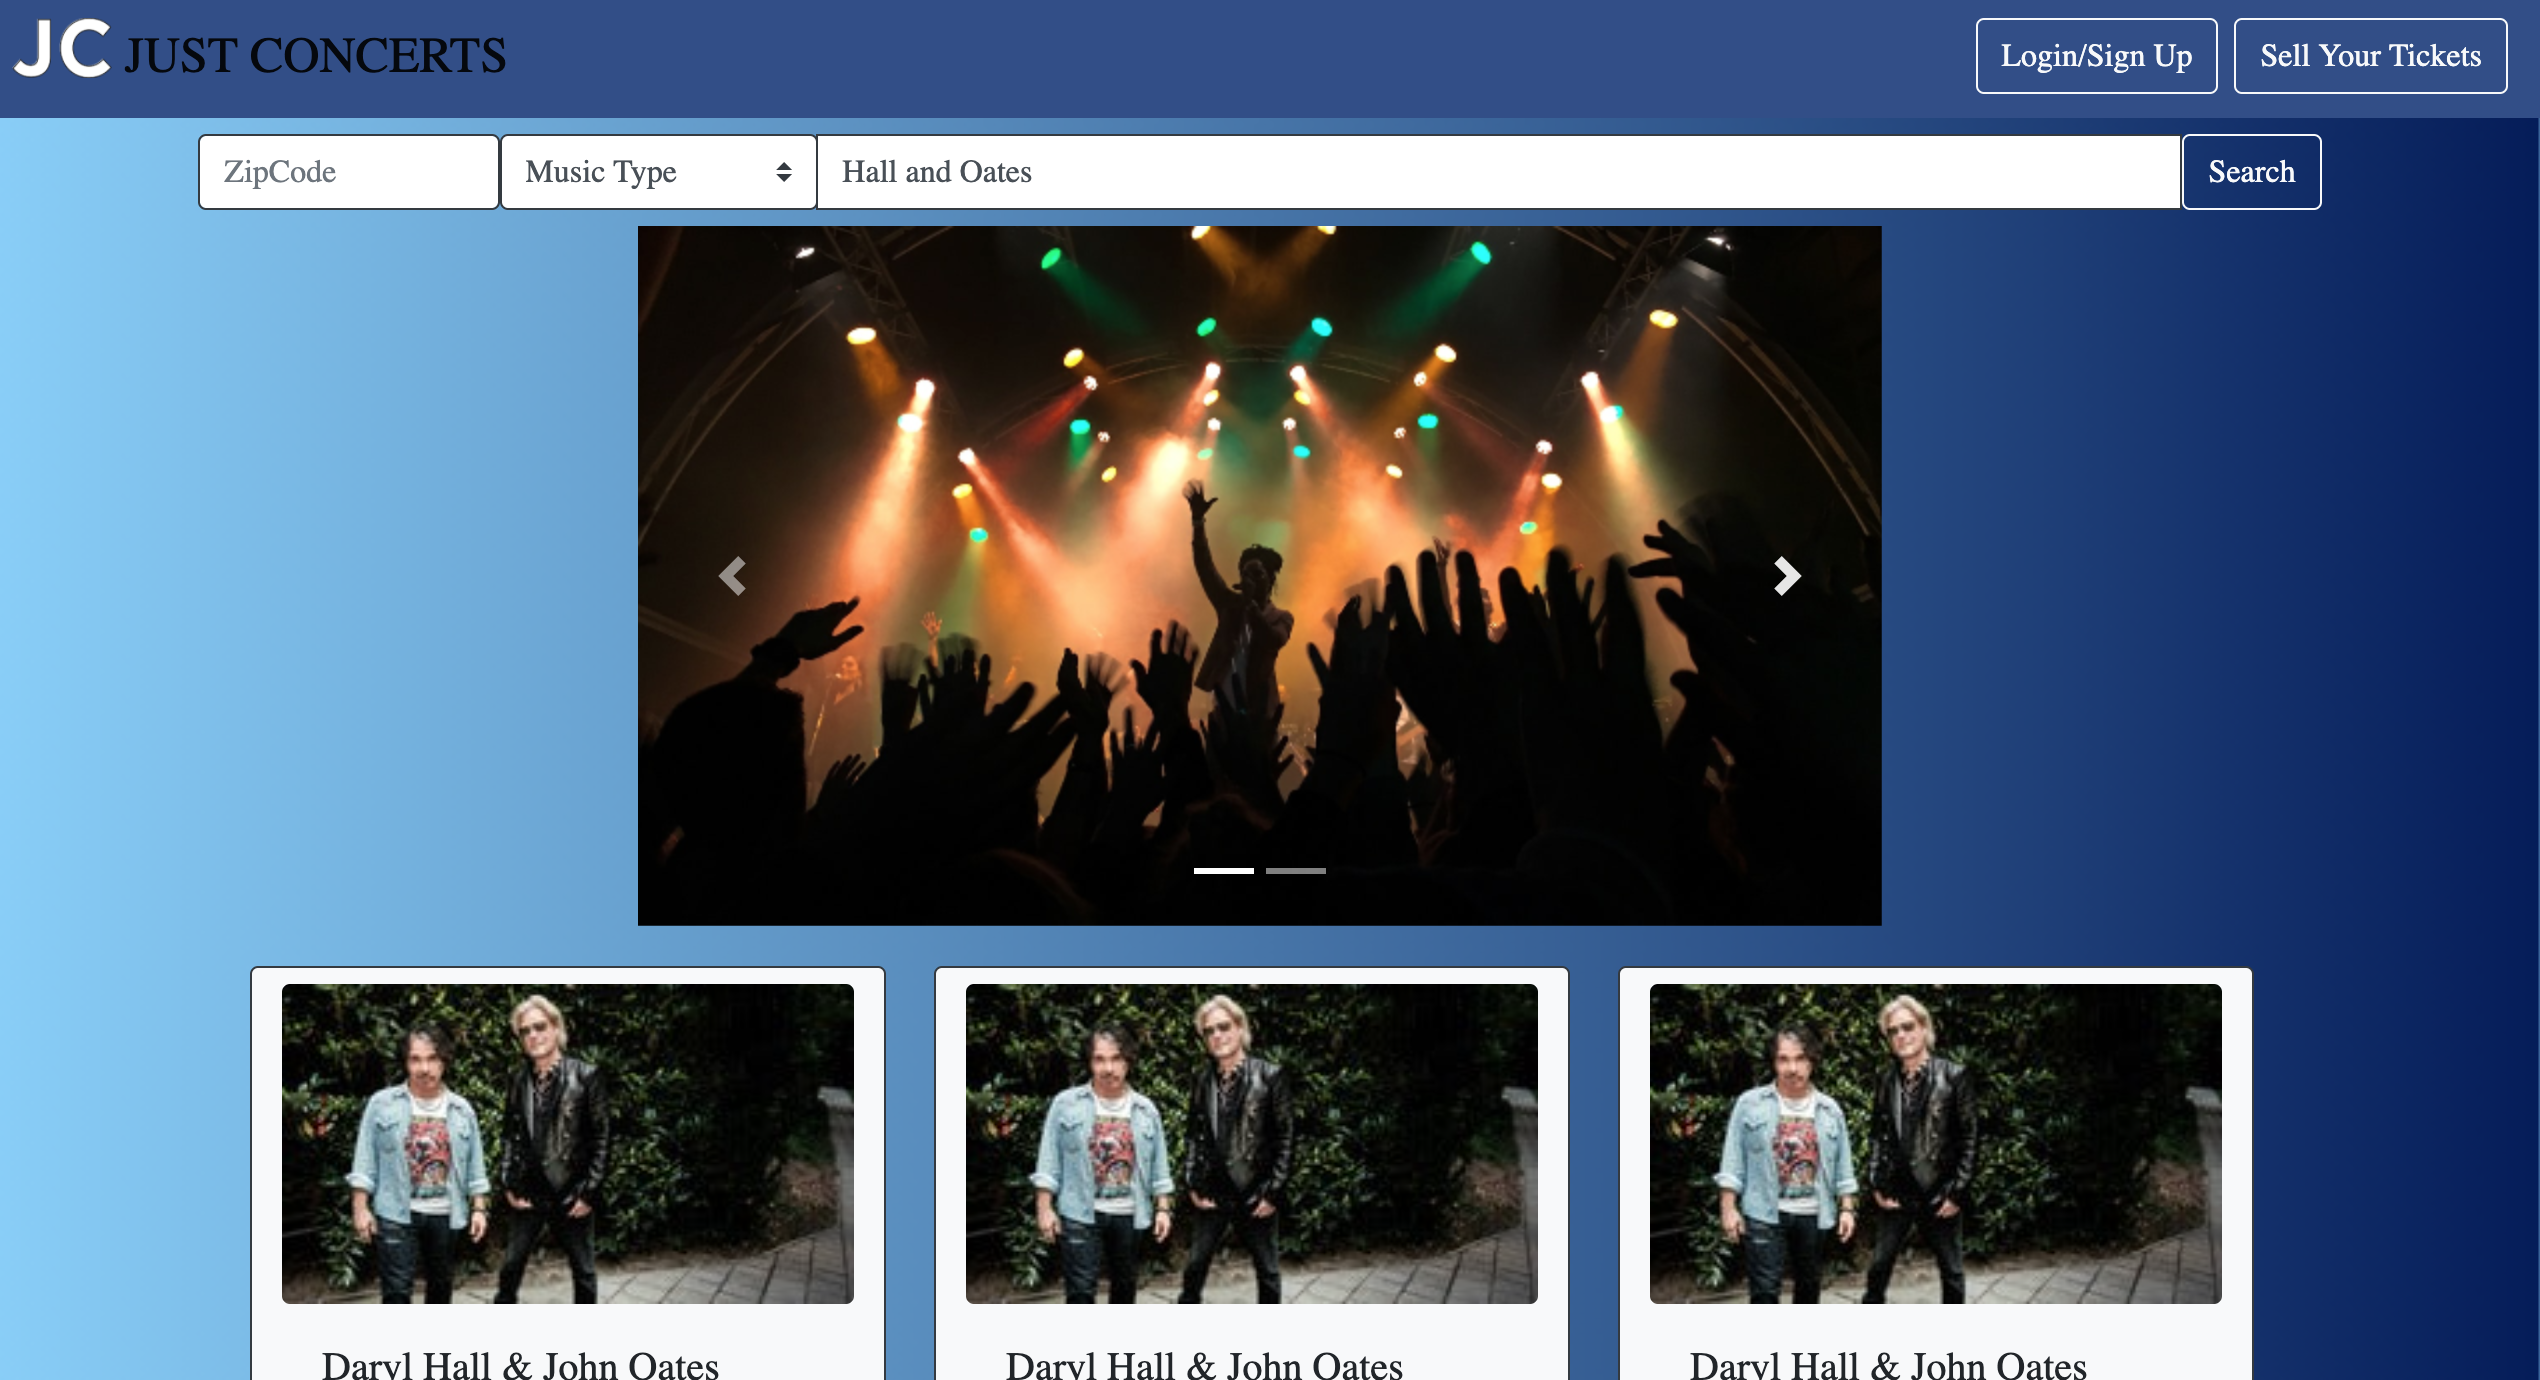 JC JUST CONCERTS
Login/Sign Up
Sell Your Tickets
ZipCode
Music Type
Hall and Oates
Search
Daryl Hall & John Oates
Daryl Hall & John Oates
Daryl Hall & John Oates